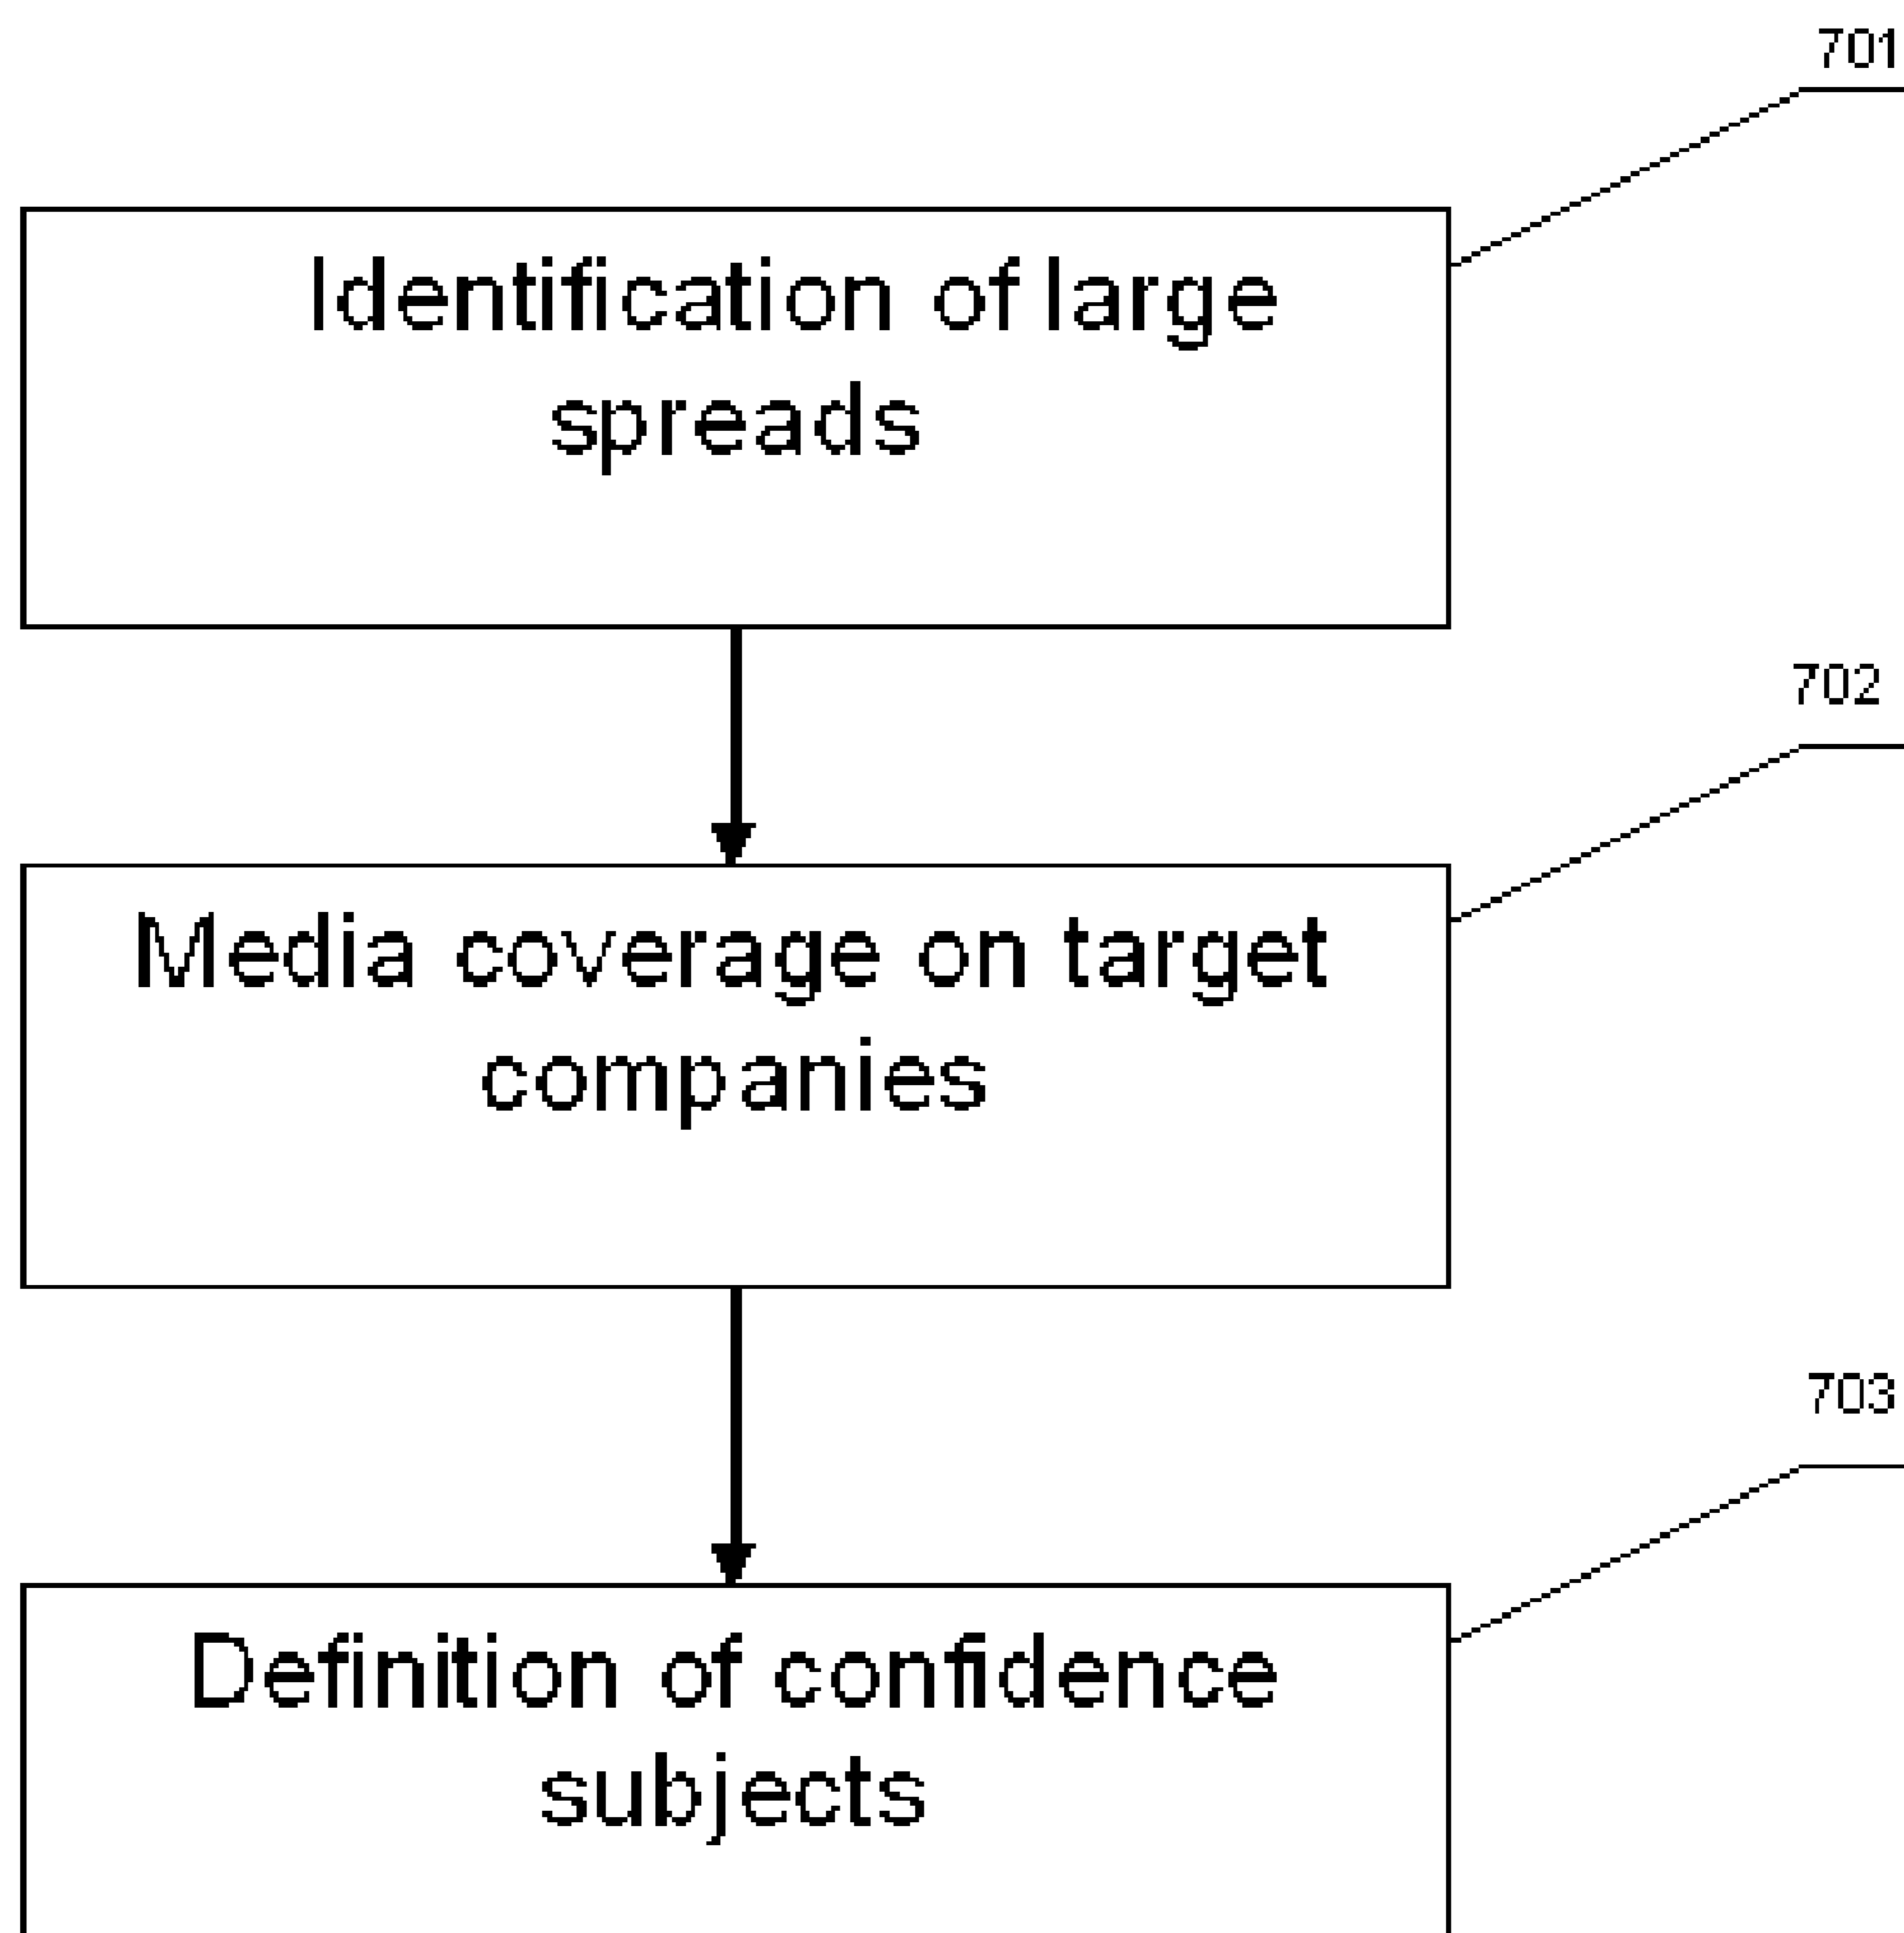 701
Identification of large
spreads
702
Media coverage on target
companies
703
Definition of confidence
subjects